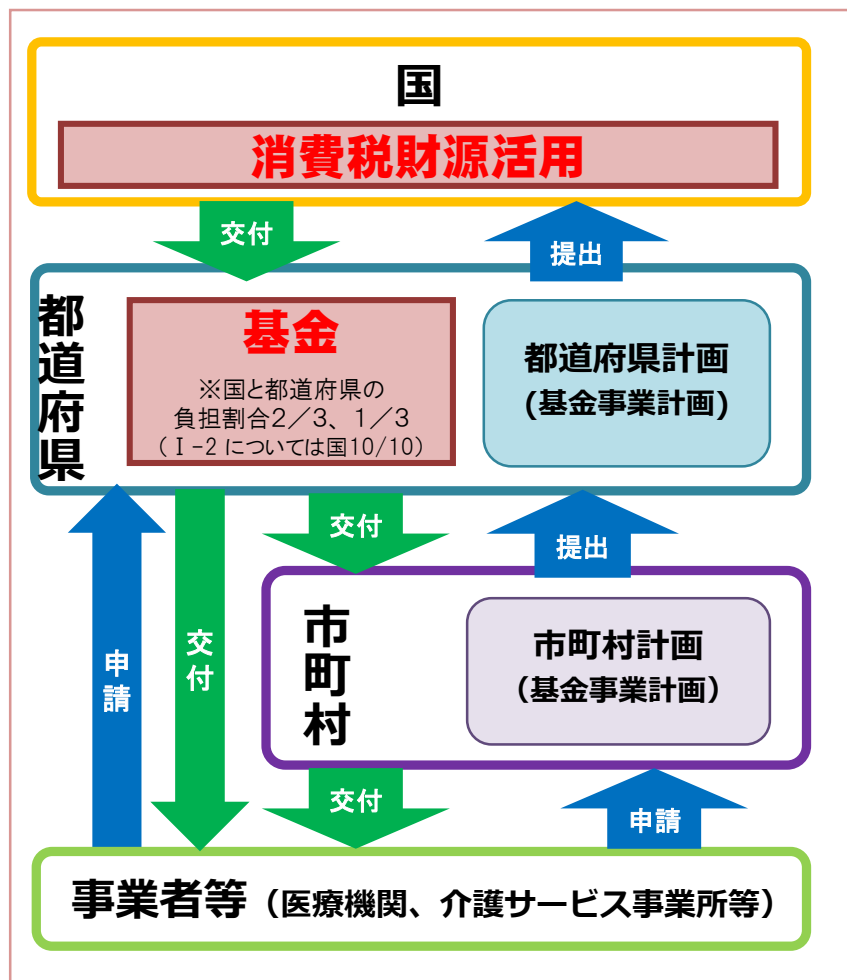 国
消費税財源活用
交付
提出
都道府県
基金
※国と都道府県の
負担割合2/3、1/3
(Ⅰ-2 については国10/10)
都道府県計画
(基金事業計画)
交付
提出
申請
交付
市町村
市町村計画
(基金事業計画)
交付
申請
事業者等(医療機関、介護サービス事業所等)